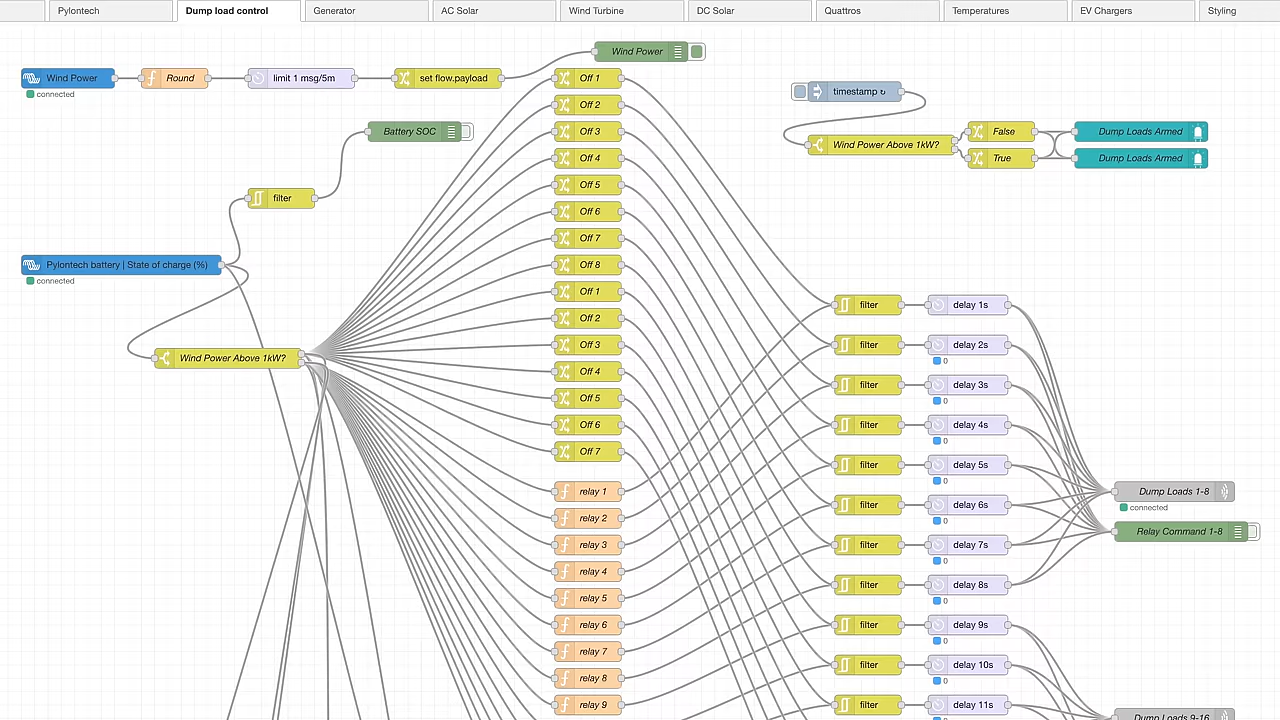 Pylontech
Dump load control
Generator
AC Solar
Wind Turbine
DC Solar
Quattros
Temperatures
EV Chargers
Styling
Wind Power
Wind Power
Round
limit 1 msg/5m
set flow.payload
Off 1
connected
timestamp ↻
Off 2
Battery SOC
Off 3
False
Dump Loads Armed
Wind Power Above 1kW?
Off 4
True
Dump Loads Armed
Off 5
filter
Off 6
Off 7
Pylontech battery | State of charge (%)
Off 8
connected
Off 1
filter
delay 1s
Off 2
Off 3
filter
delay 2s
Wind Power Above 1kW?
0
Off 4
filter
delay 3s
Off 5
0
Off 6
filter
delay 4s
0
Off 7
filter
delay 5s
0
relay 1
Dump Loads 1-8
filter
delay 6s
connected
relay 2
0
Relay Command 1-8
relay 3
filter
delay 7s
0
relay 4
filter
delay 8s
relay 5
0
relay 6
filter
delay 9s
0
relay 7
filter
delay 10s
relay 8
0
relay 9
filter
delay 11s
Dump Loads 9-16